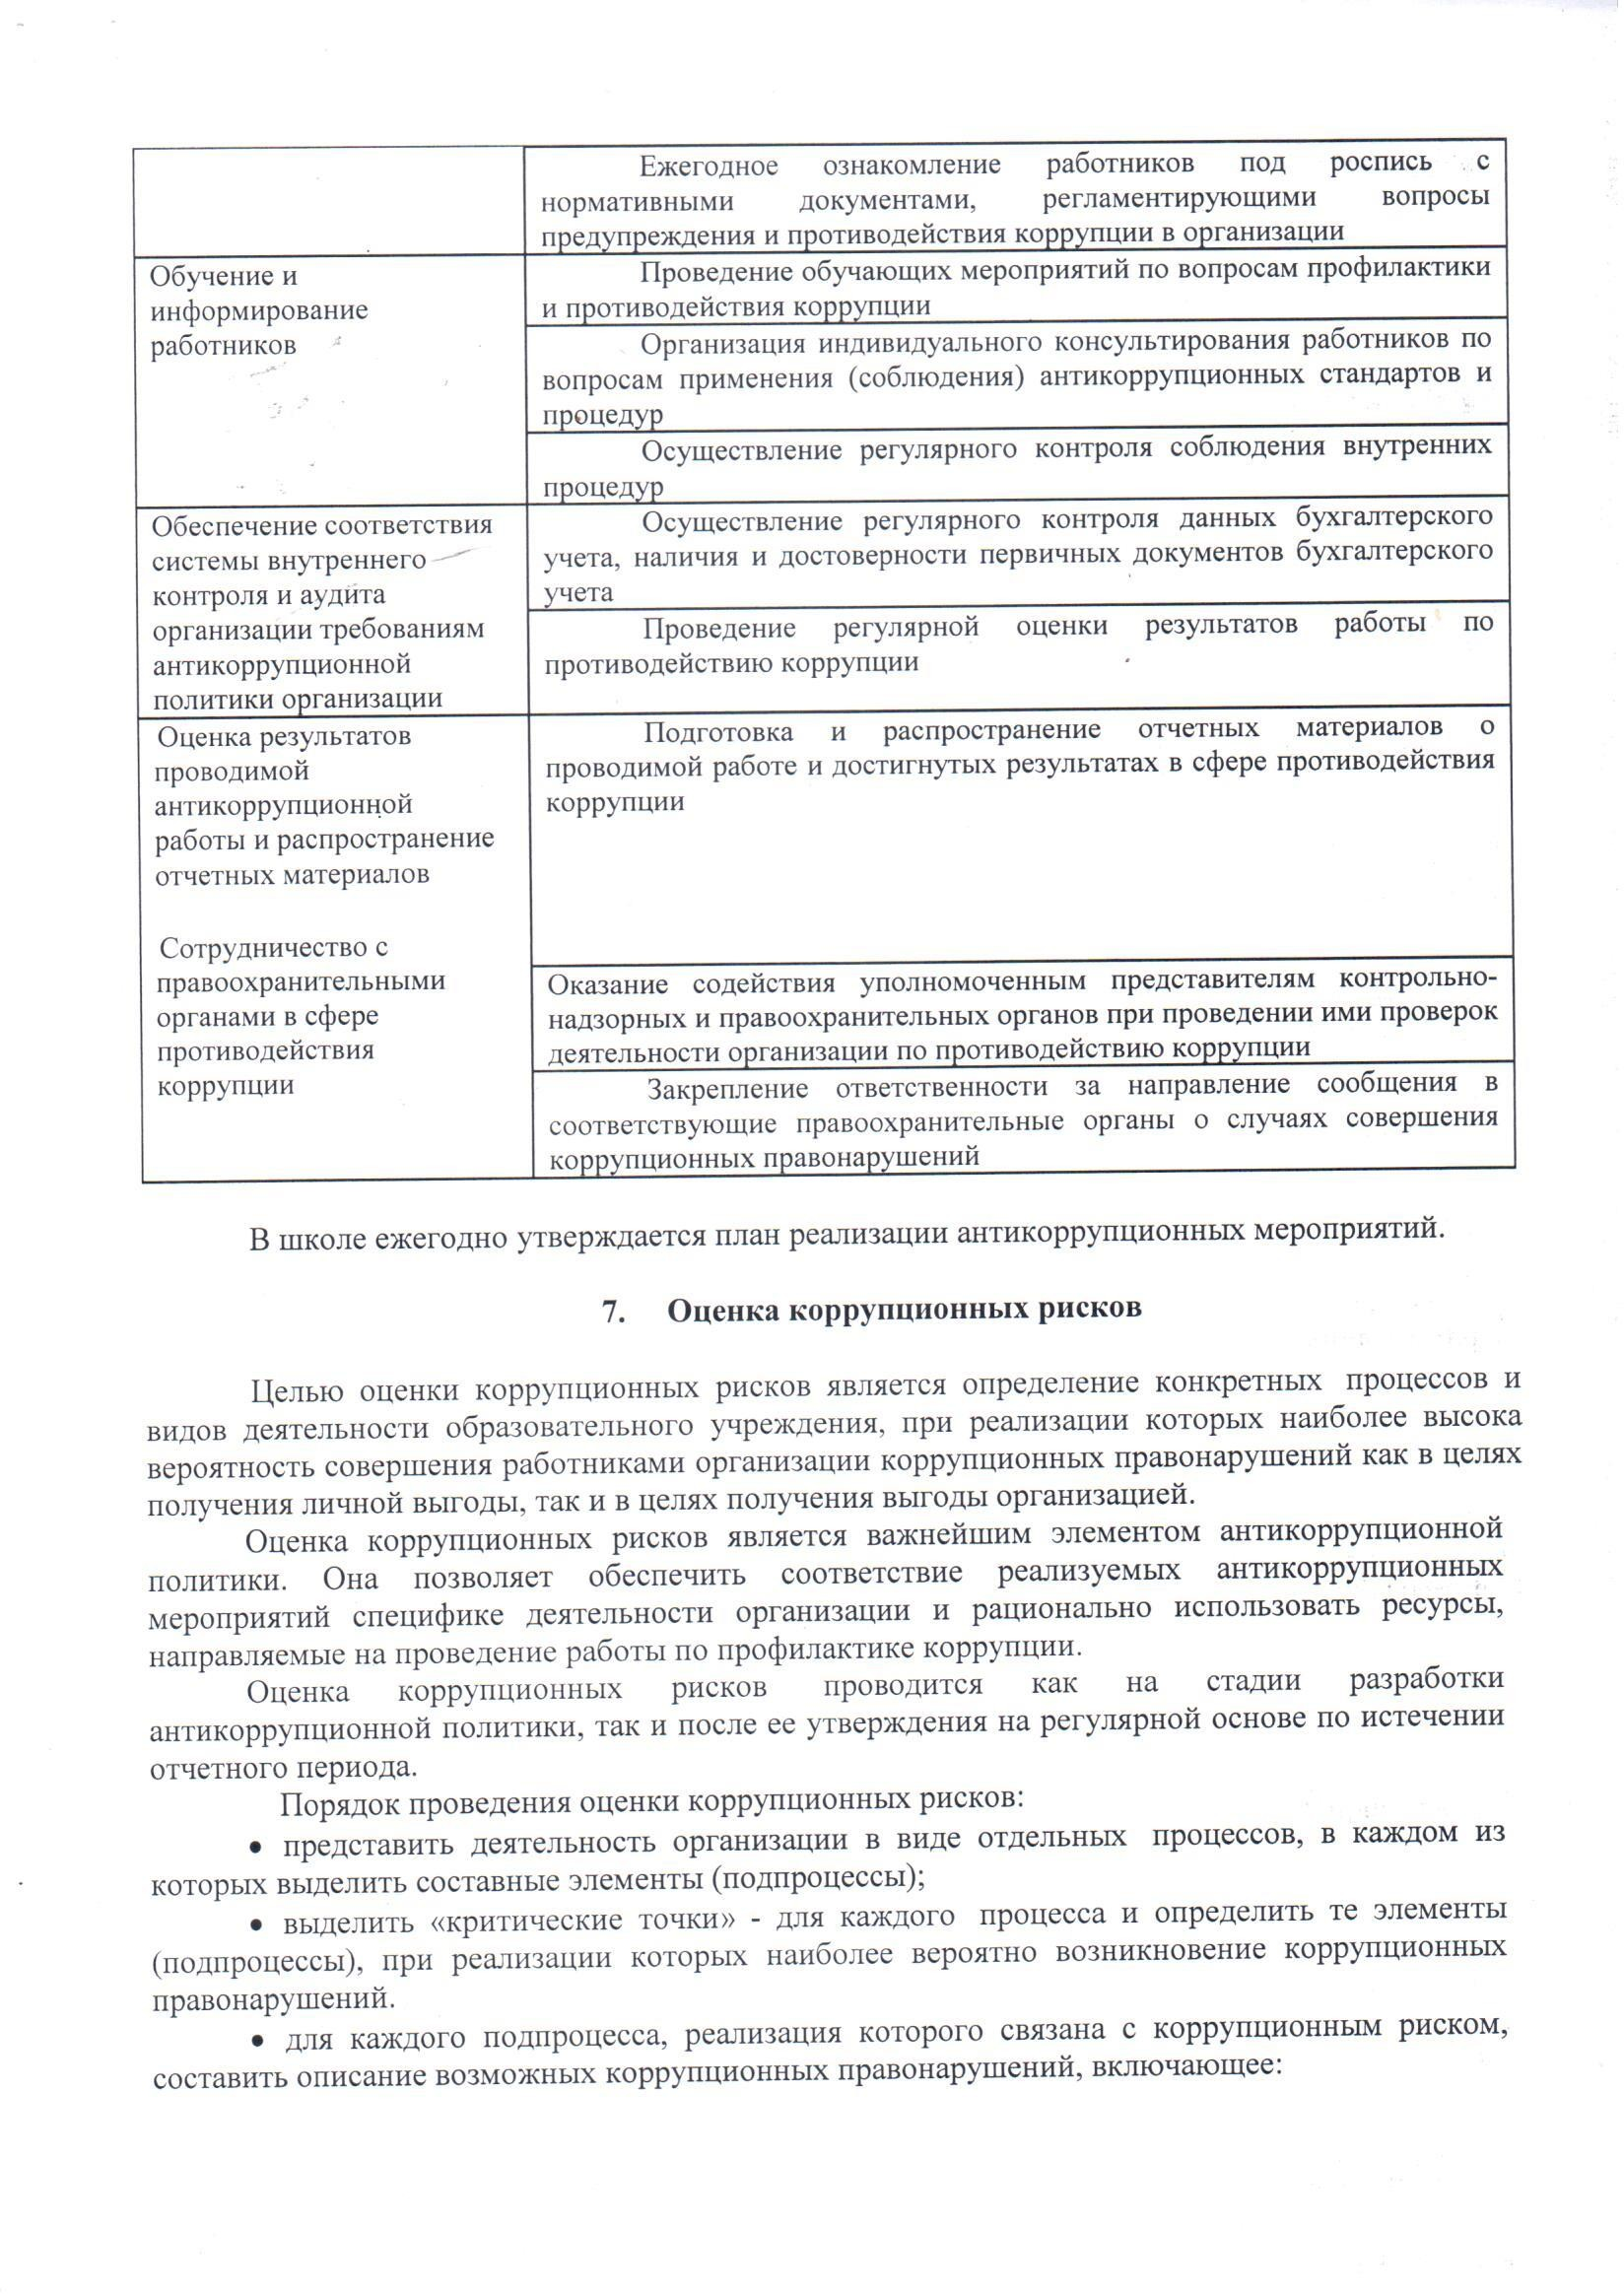 Ежегодное ознакомление работников под роспись с
нормативными документами, регламентирующими вопросы
предупреждения и противодействия коррупции в организации
Обучение и
информирование
работников
Проведение обучающих мероприятий по вопросам профилактики
и противодействия коррупции
Организация индивидуального консультирования работников по
вопросам применения (соблюдения) антикоррупционных стандартов и
процедур
Осуществление регулярного контроля соблюдения внутренних
процедур
Обеспечение соответствия
системы внутреннего
контроля и аудита
организации требованиям
антикоррупционной
политики организации
Осуществление регулярного контроля данных бухгалтерского
учета, наличия и достоверности первичных документов бухгалтерского
учета
Проведение регулярной оценки результатов работы по
противодействию коррупции
Оценка результатов
проводимой
антикоррупционной
работы и распространение
отчетных материалов
Подготовка и распространение отчетных материалов о
проводимой работе и достигнутых результатах в сфере противодействия
коррупции
Сотрудничество с
правоохранительными
органами в сфере
противодействия
коррупции
Оказание содействия уполномоченным представителям контрольно-
надзорных и правоохранительных органов при проведении ими проверок
деятельности организации по противодействию коррупции
Закрепление ответственности за направление сообщения в
соответствующие правоохранительные органы о случаях совершения
коррупционных правонарушений
В школе ежегодно утверждается план реализации антикоррупционных мероприятий.
7. Оценка коррупционных рисков
Целью оценки коррупционных рисков является определение конкретных процессов и
видов деятельности образовательного учреждения, при реализации которых наиболее высока
вероятность совершения работниками организации коррупционных правонарушений как в целях
получения личной выгоды, так и в целях получения выгоды организацией.
Оценка коррупционных рисков является важнейшим элементом антикоррупционной
политики. Она позволяет обеспечить соответствие реализуемых антикоррупционных
мероприятий специфике деятельности организации и рационально использовать ресурсы,
направляемые на проведение работы по профилактике коррупции.
Оценка коррупционных рисков проводится как на стадии разработки
антикоррупционной политики, так и после ее утверждения на регулярной основе по истечении
отчетного периода.
Порядок проведения оценки коррупционных рисков:
• представить деятельность организации в виде отдельных процессов, в каждом из
которых выделить составные элементы (подпроцессы);
• выделить «критические точки» - для каждого процесса и определить те элементы
(подпроцессы), при реализации которых наиболее вероятно возникновение коррупционных
правонарушений.
• для каждого подпроцесса, реализация которого связана с коррупционным риском,
составить описание возможных коррупционных правонарушений, включающее: